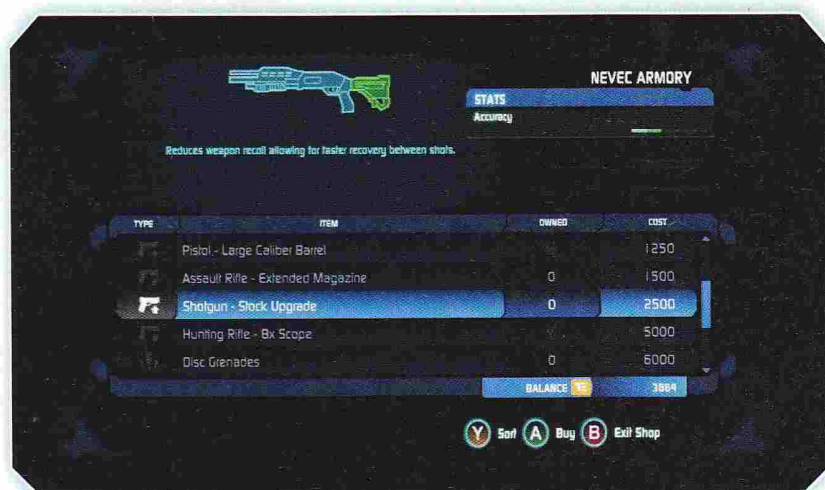 NEVEC ARMORY
STATS
Accuracy
Reduces weapon recoil allowing for faster recovery between shots.
TYPE ITEM OWNED COST
Pistol - Large Caliber Barrel 1250
Assault Rifle - Extended Magazine 0 1500
Shotgun - Stock Upgrade 0 2500
Hunting Rifle - 8x Scope 5000
Disc Grenades 0 6000
BALANCE 3864
Y Sort A Buy B Exit Shop